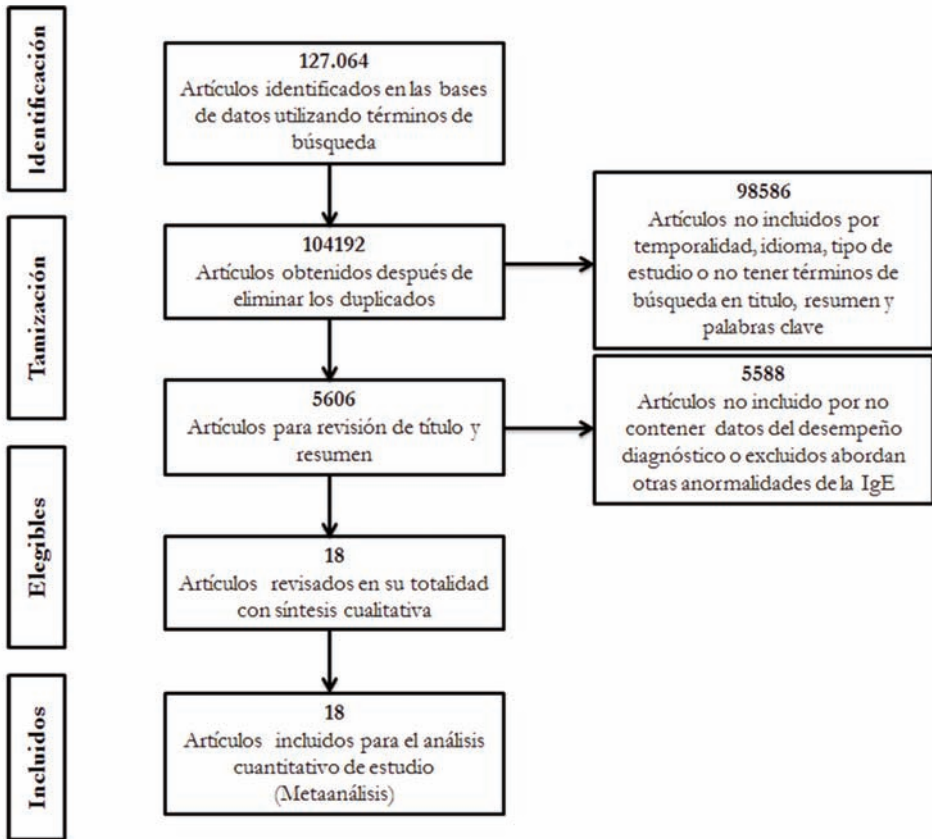 Identificación
127.064
Artículos identificados en las bases
de datos utilizando términos de
búsqueda
98586
Artículos no incluidos por
temporalidad, idioma, tipo de
estudio o no tener términos de
búsqueda en titulo, resumen y
palabras clave
Tamización
104192
Artículos obtenidos después de
eliminar los duplicados
5606
Artículos para revisión de título y
resumen
5588
Artículos no incluido por no
contener datos del desempeño
diagnóstico o excluidos abordan
otras anormalidades de la IgE
Elegibles
18
Artículos revisados en su totalidad
con síntesis cualitativa
Incluidos
18
Artículos incluidos para el análisis
cuantitativo de estudio
(Metaanálisis)